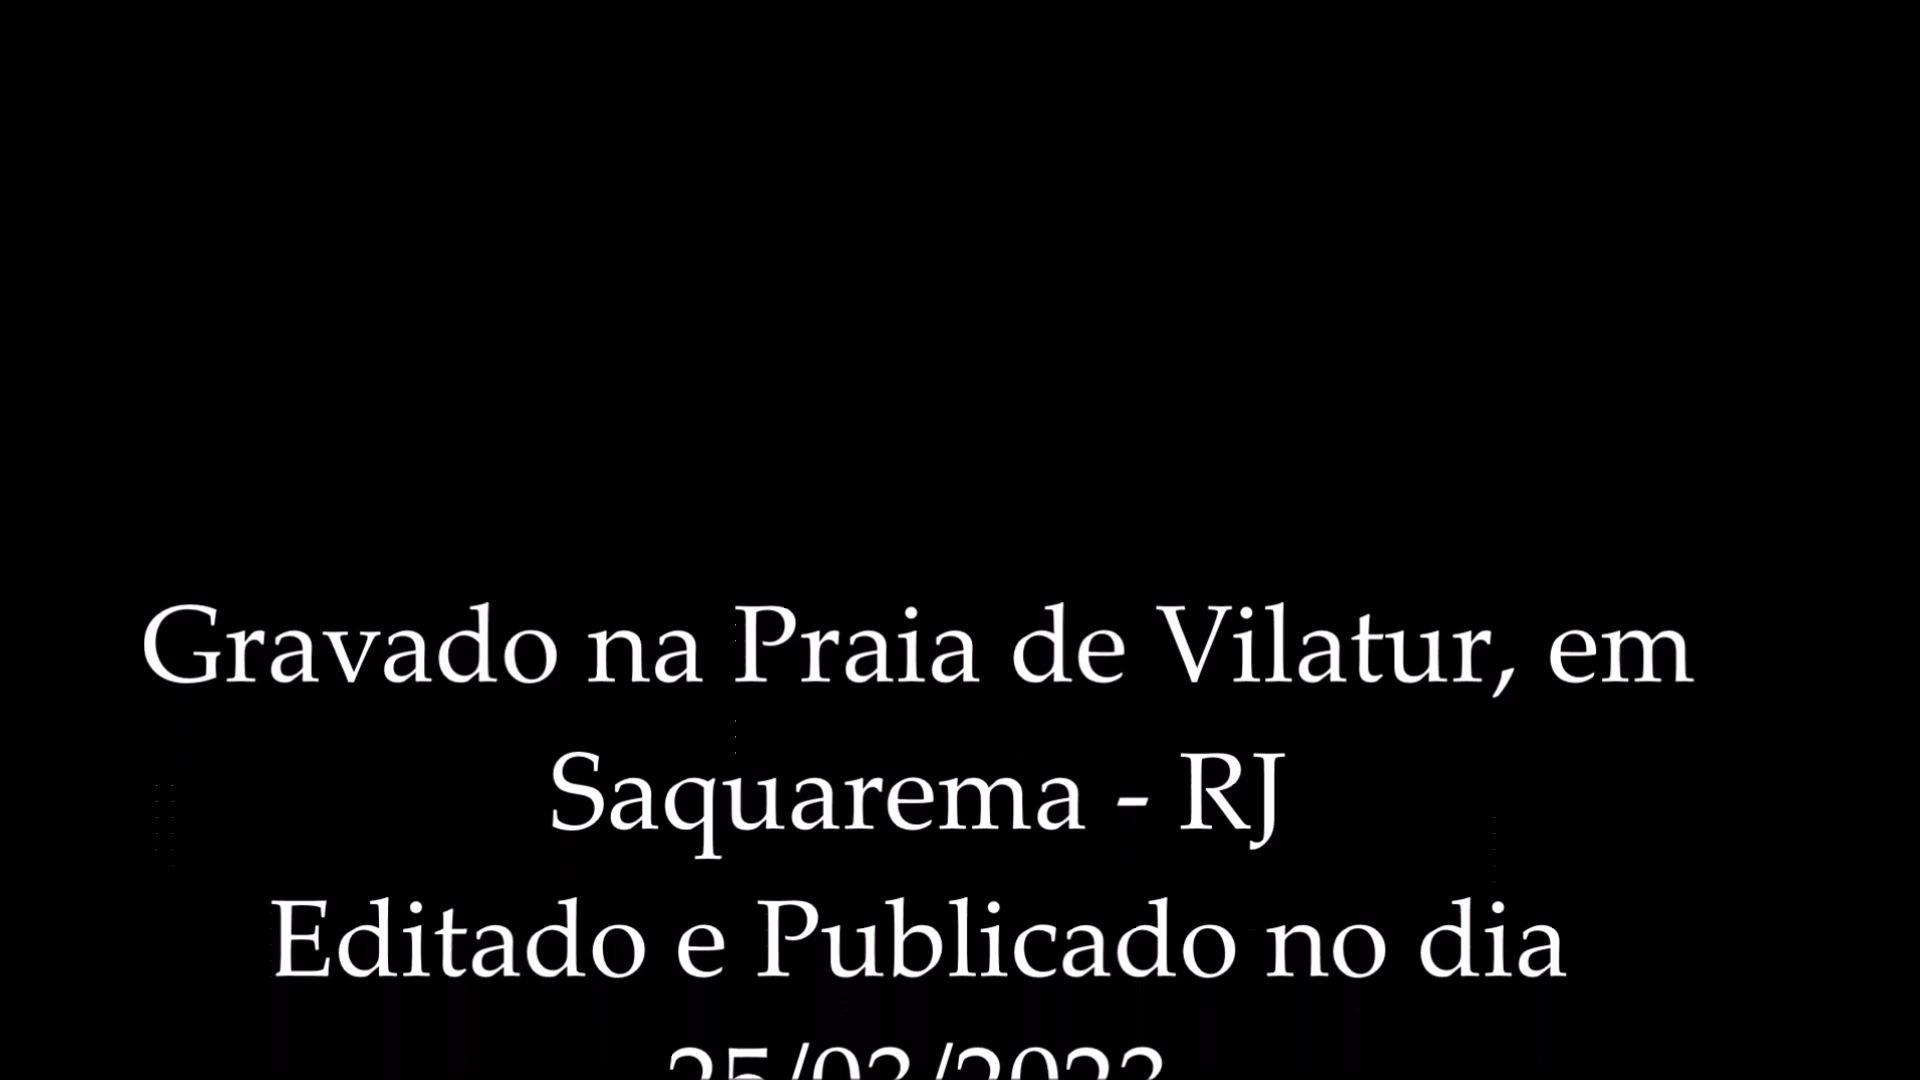 Gravado na Praia de Vilatur, em
Saquarema - RJ
Editado e Publicado no dia